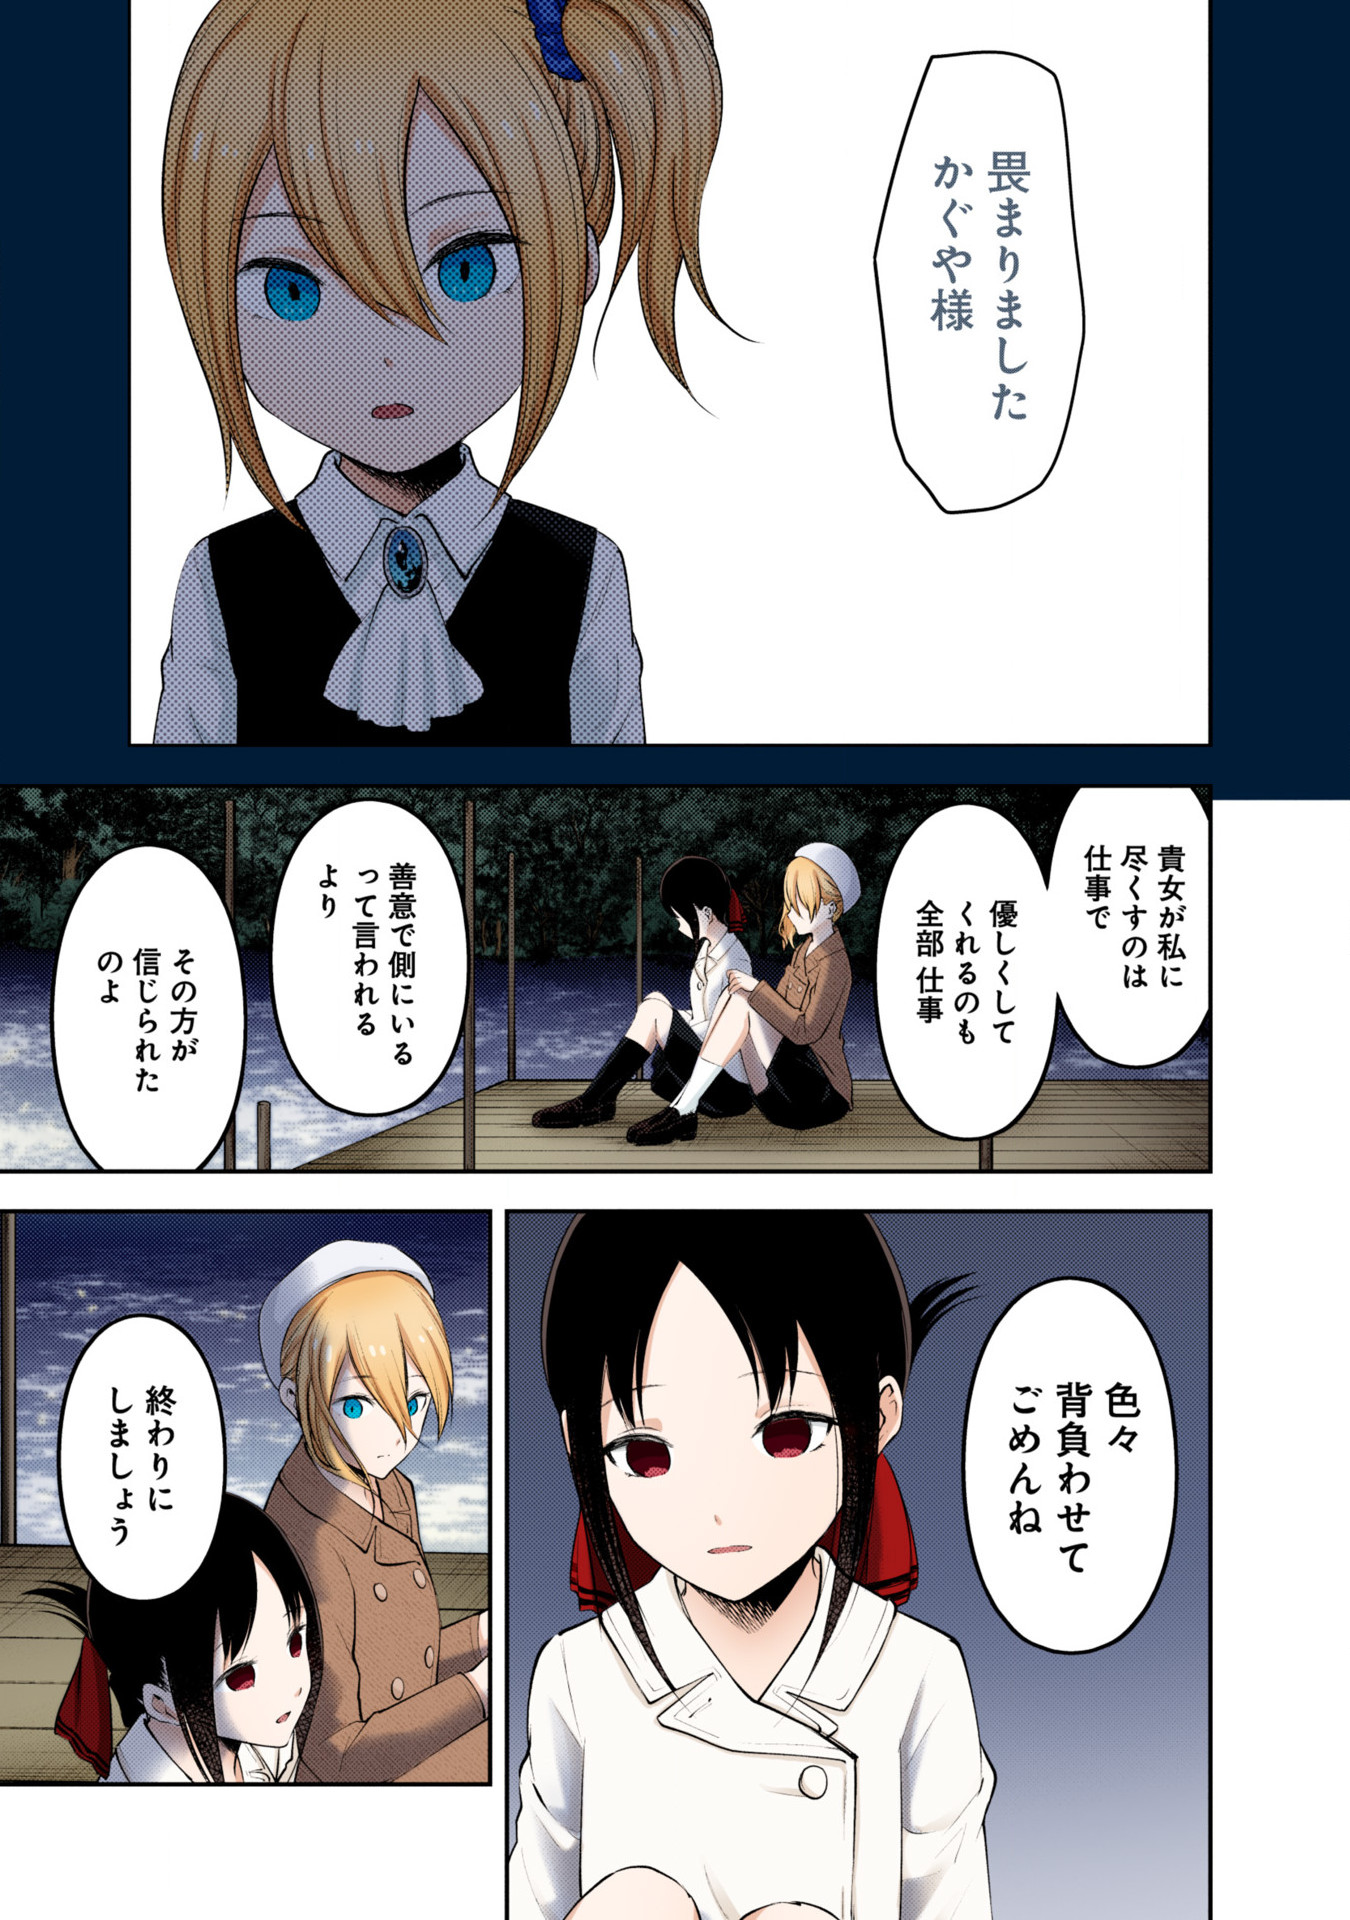 畏まりました
かぐや様
貴女が私に
尽くすのは
仕事で
優しくして
くれるのも
全部仕事
善意で側にいる
って言われる
より
その方が
信じられた
のよ
色々
背負わせて
ごめんね
終わりに
しましょう